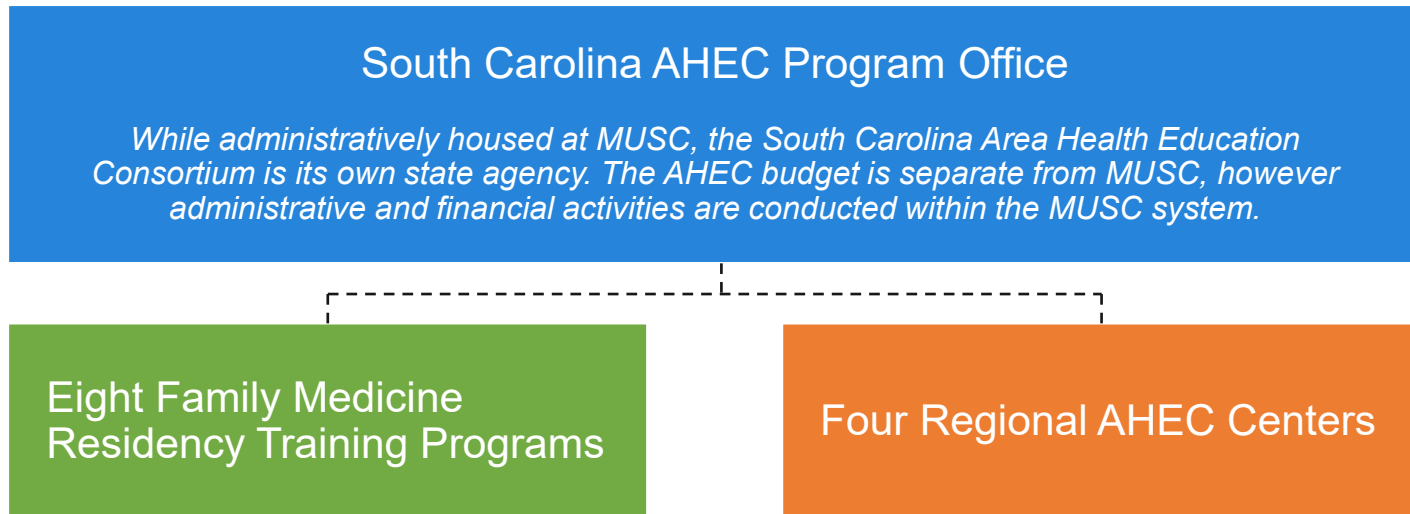 South Carolina AHEC Program Office
While administratively housed at MUSC, the South Carolina Area Health Education
Consortium is its own state agency. The AHEC budget is separate from MUSC, however
administrative and financial activities are conducted within the MUSC system.
Eight Family Medicine
Residency Training Programs
Four Regional AHEC Centers